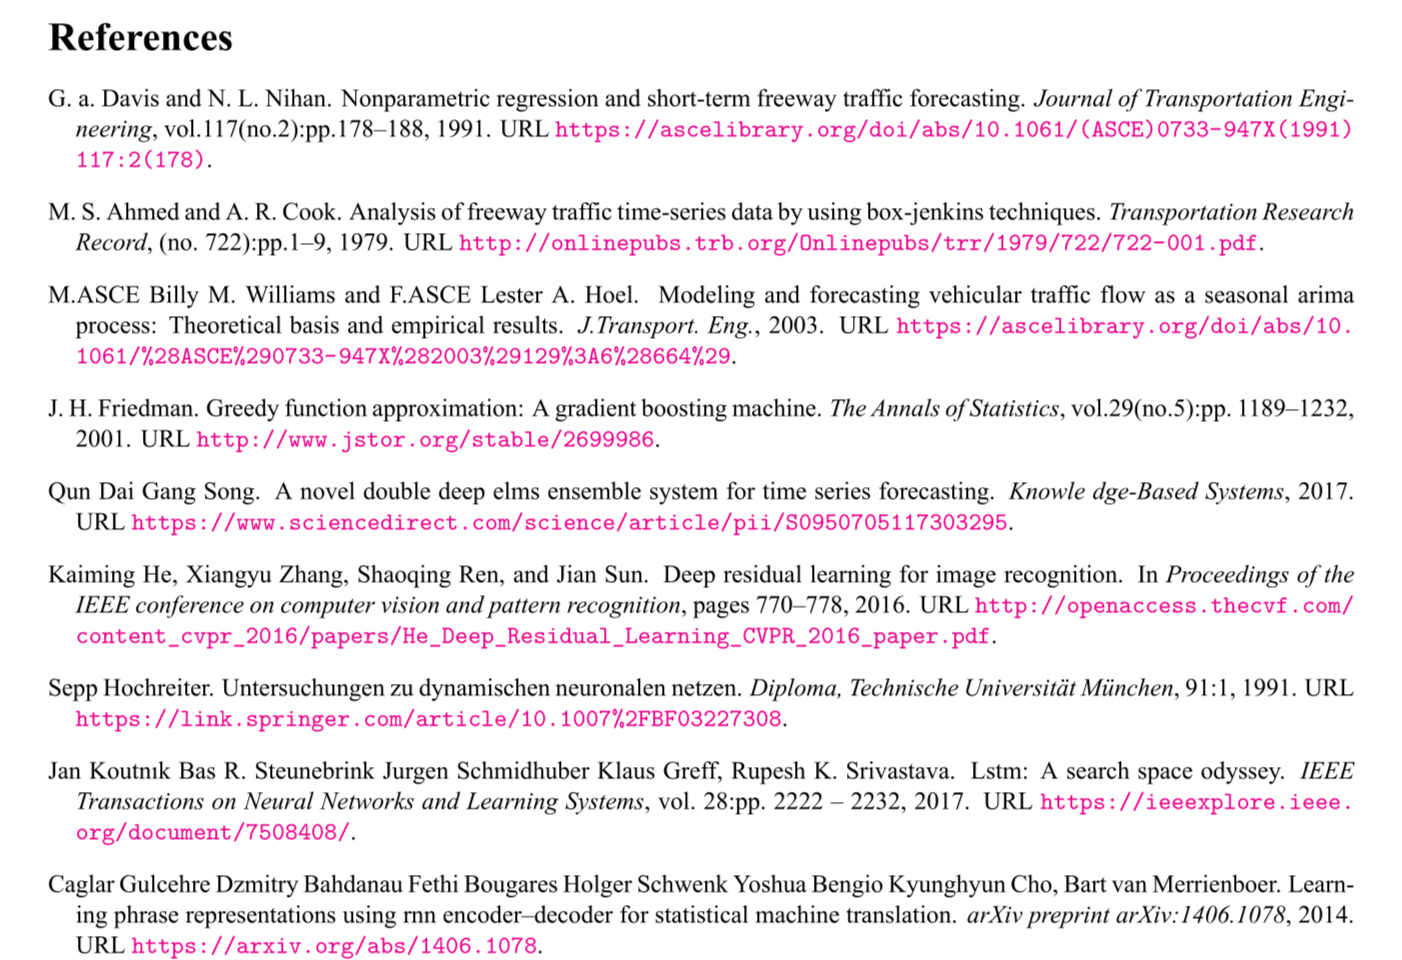 References
G. a. Davis and N. L. Nihan. Nonparametric regression and short-term freeway traffic forecasting. Journal of Transportation Engi-
neering, vol.117(no.2):pp.178–188, 1991. URL https://ascelibrary.org/doi/abs/10.1061/(ASCE)0733-947X(1991)
117:2(178).
M. S. Ahmed and A. R. Cook. Analysis of freeway traffic time-series data by using box-jenkins techniques. Transportation Research
Record, (no. 722):pp.1–9, 1979. URL http://onlinepubs.trb.org/Onlinepubs/trr/1979/722/722-001.pdf.
M.ASCE Billy M. Williams and F.ASCE Lester A. Hoel. Modeling and forecasting vehicular traffic flow as a seasonal arima
process: Theoretical basis and empirical results. J.Transport. Eng., 2003. URL https://ascelibrary.org/doi/abs/10.
1061/%28ASCE%290733-947X%282003%29129%3A6%28664%29.
J. H. Friedman. Greedy function approximation: A gradient boosting machine. The Annals of Statistics, vol.29(no.5):pp. 1189–1232,
2001. URL http://www.jstor.org/stable/2699986.
Qun Dai Gang Song. A novel double deep elms ensemble system for time series forecasting. Knowle dge-Based Systems, 2017.
URL https://www.sciencedirect.com/science/article/pii/S0950705117303295.
Kaiming He, Xiangyu Zhang, Shaoqing Ren, and Jian Sun. Deep residual learning for image recognition. In Proceedings of the
IEEE conference on computer vision and pattern recognition, pages 770–778, 2016. URL http://openaccess.thecvf.com/
content_cvpr_2016/papers/He_Deep_Residual_Learning_CVPR_2016_paper.pdf.
Sepp Hochreiter. Untersuchungen zu dynamischen neuronalen netzen. Diploma, Technische Universität München, 91:1, 1991. URL
https://link.springer.com/article/10.1007%2FBF03227308.
Jan Koutnık Bas R. Steunebrink Jurgen Schmidhuber Klaus Greff, Rupesh K. Srivastava. Lstm: A search space odyssey. IEEE
Transactions on Neural Networks and Learning Systems, vol. 28:pp. 2222 – 2232, 2017. URL https://ieeexplore.ieee.
org/document/7508408/.
Caglar Gulcehre Dzmitry Bahdanau Fethi Bougares Holger Schwenk Yoshua Bengio Kyunghyun Cho, Bart van Merrienboer. Learn-
ing phrase representations using rnn encoder–decoder for statistical machine translation. arXiv preprint arXiv:1406.1078, 2014.
URL https://arxiv.org/abs/1406.1078.